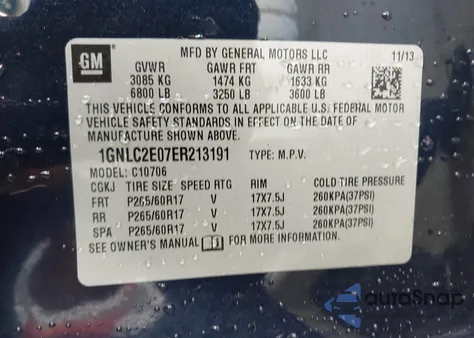 GM
MFD BY GENERAL MOTORS LLC
11/13
GVWR GAWR FRT GAWR RR
3085 KG 1474 KG 1633 KG
6800 LB 3250 LB 3600 LB
THIS VEHICLE CONFORMS TO ALL APPLICABLE U.S. FEDERAL MOTOR
VEHICLE SAFETY STANDARDS IN EFFECT ON THE DATE OF
MANUFACTURE SHOWN ABOVE.
1GNLC2E07ER213191 TYPE: M.P.V.
MODEL: C10706
CGKJ TIRE SIZE SPEED RTG RIM COLD TIRE PRESSURE
FRT P265/60R17 V 17X7.5J 260KPA(37PSI)
RR P265/60R17 V 17X7.5J 260KPA(37PSI)
SPA P265/60R17 V 17X7.5J 260KPA(37PSI)
SEE OWNER'S MANUAL FOR MORE INFORMATION.
autoSnap